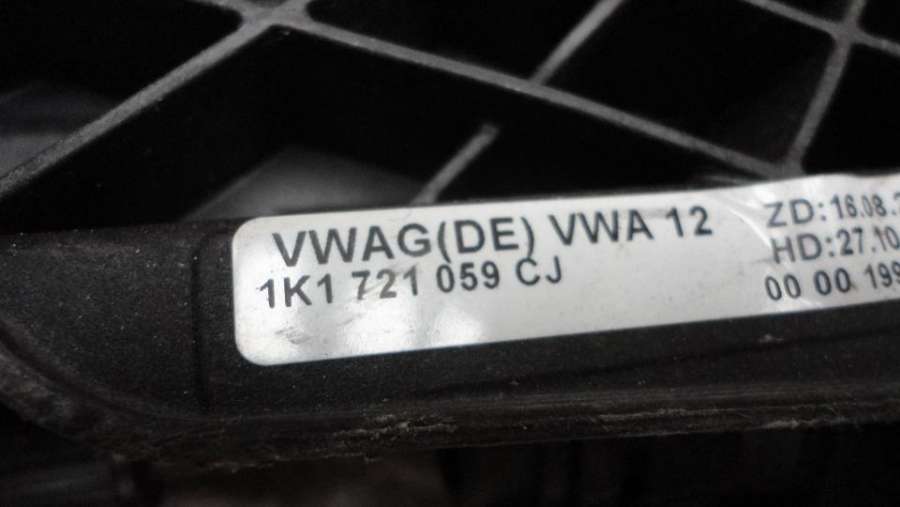 VWAG(DE) VWA 12
1K1 721 059 CJ
ZD:16.08.
HD:27.10
00 00 199